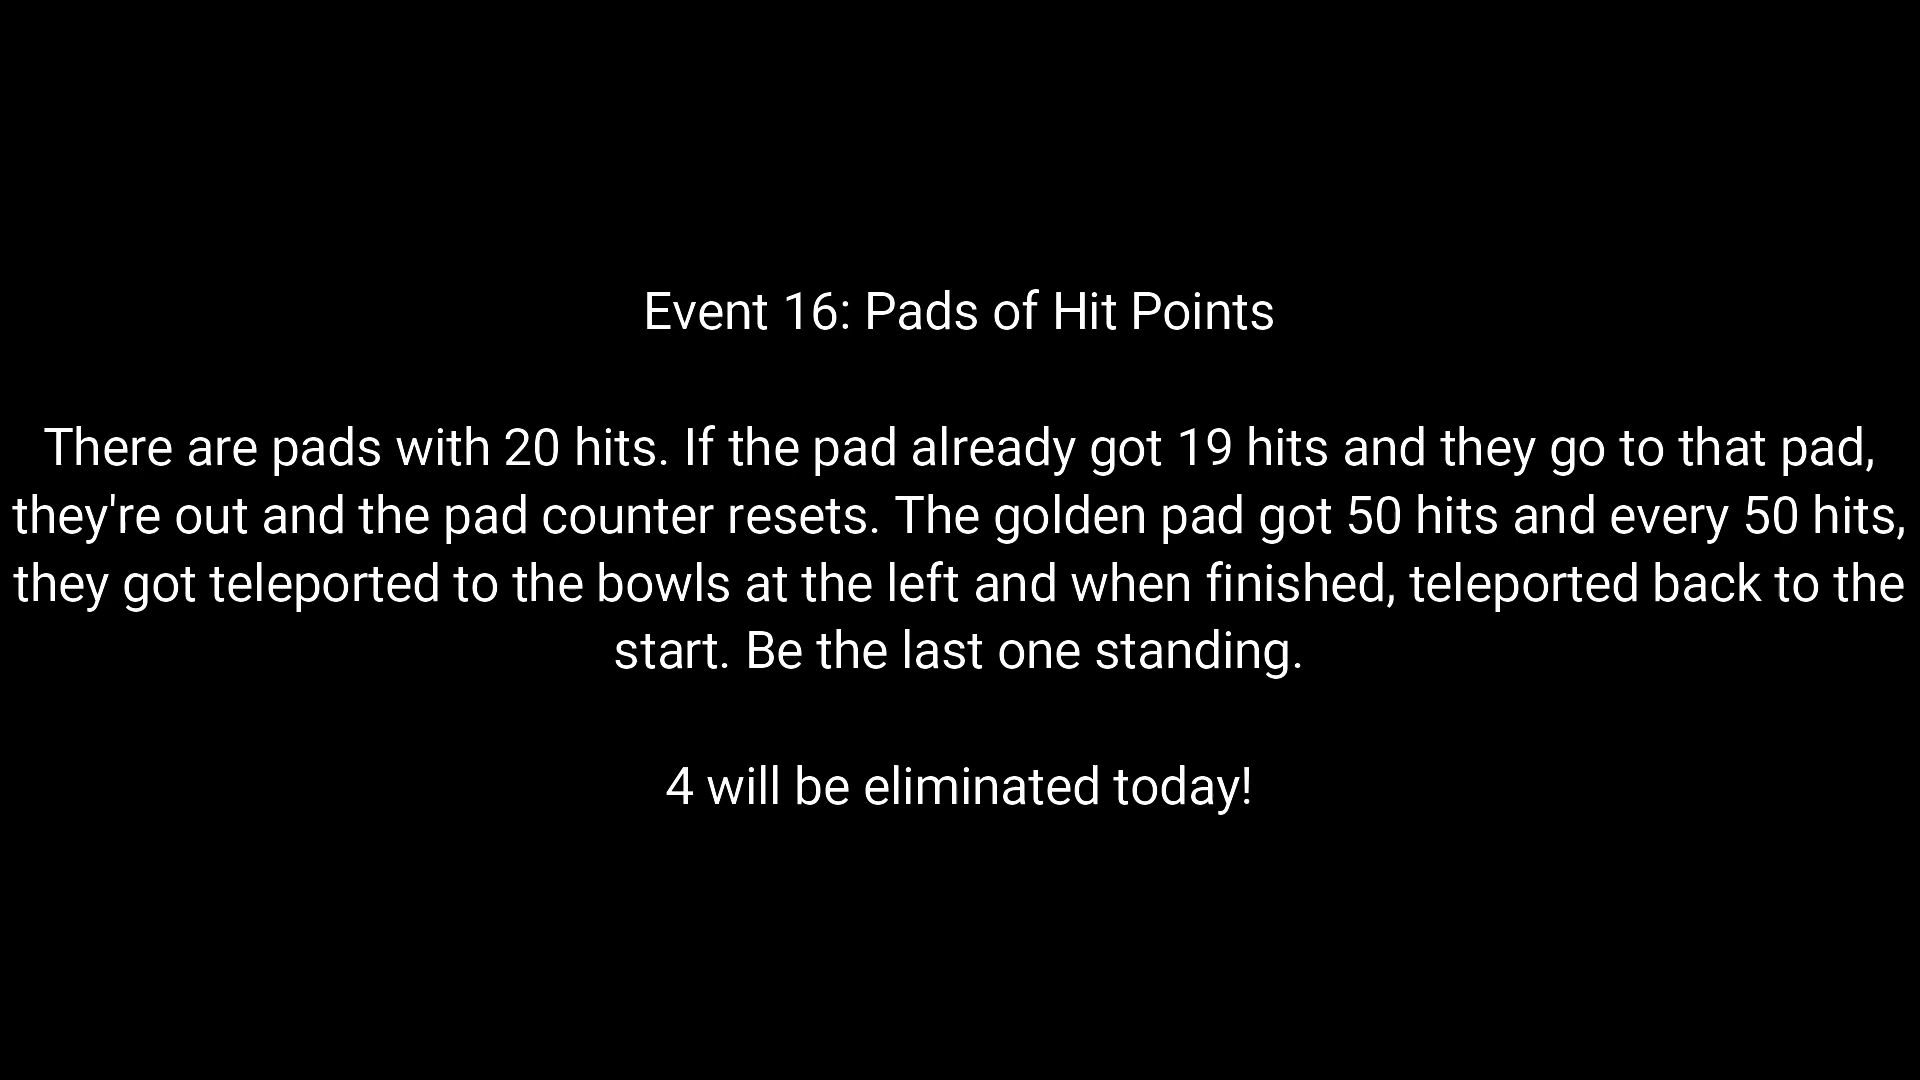 Event 16: Pads of Hit Points
There are pads with 20 hits. If the pad already got 19 hits and they go to that pad,
they're out and the pad counter resets. The golden pad got 50 hits and every 50 hits,
they got teleported to the bowls at the left and when finished, teleported back to the
start. Be the last one standing.
4 will be eliminated today!